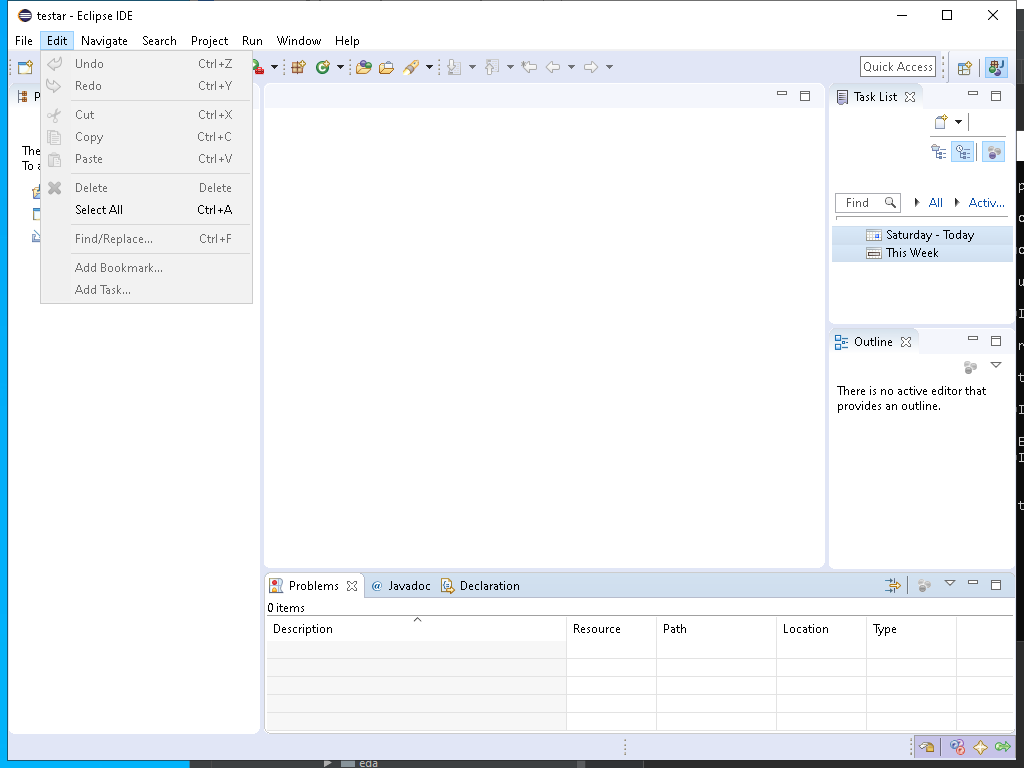 testar - Eclipse IDE
File Edit Navigate Search Project Run Window Help
Quick Access
Undo Ctrl+Z
Redo Ctrl+Y
Cut Ctrl+X
Copy Ctrl+C
Paste Ctrl+V
Delete Delete
Select All Ctrl+A
Find/Replace... Ctrl+F
Add Bookmark...
Add Task...
P
The
To a
Task List
Find All Activ...
Saturday - Today
This Week
Outline
There is no active editor that
provides an outline.
Problems @ Javadoc Declaration
0 items
Description Resource Path Location Type
eda